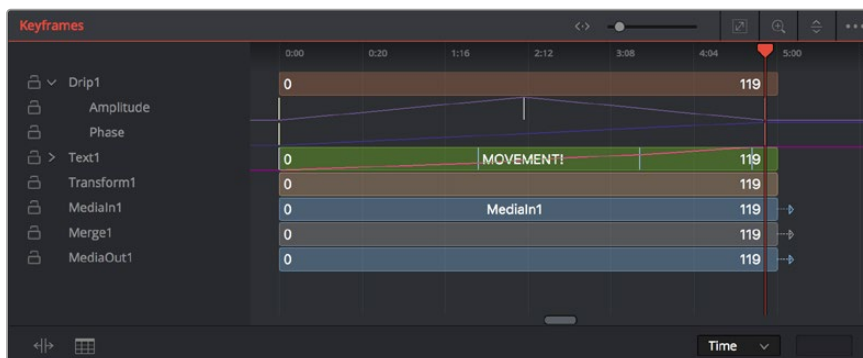 Keyframes
0:00 0:20 1:16 2:12 3:08 4:04 5:00
Drip1 0 119
Amplitude
Phase
Text1 0 MOVEMENT! 119
Transform1 0 119
MediaIn1 0 MediaIn1 119
Merge1 0 119
MediaOut1 0 119
Time